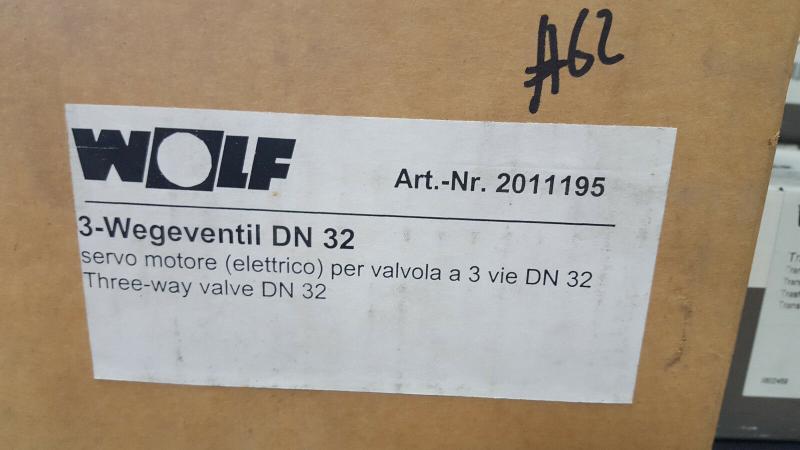 A62
WOLF
Art.-Nr. 2011195
3-Wegeventil DN 32
servo motore (elettrico) per valvola a 3 vie DN 32
Three-way valve DN 32